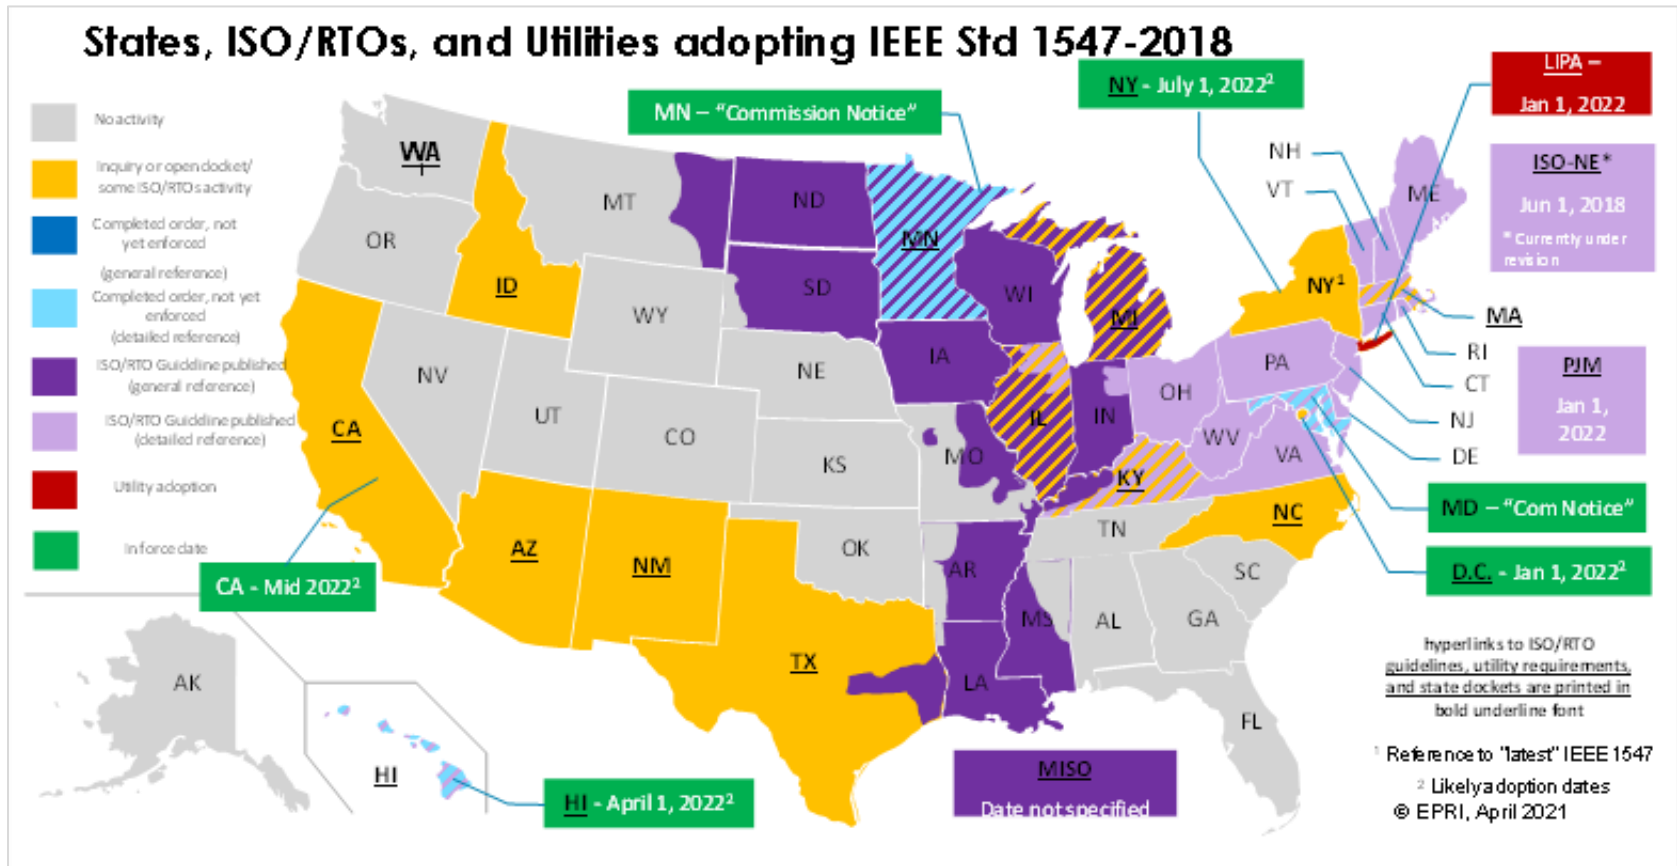 States, ISO/RTOs, and Utilities adopting IEEE Std 1547-2018
No activity
Inquiry or open docket/
some ISO/RTOs activity
Completed order, not
yet enforced
(general reference)
Completed order, not yet
enforced
(detailed reference)
ISO/RTO Guideline published
(general reference)
ISO/RTO Guideline published
(detailed reference)
Utility adoption
In force date
MN – “Commission Notice”
NY - July 1, 2022²
LIPA –
Jan 1, 2022
ISO-NE*
Jun 1, 2018
* Currently under
revision
PJM
Jan 1,
2022
MD – “Com Notice”
D.C. - Jan 1, 2022²
CA - Mid 2022²
HI - April 1, 2022²
MISO
Date not specified
WA
OR
MT
ID
WY
ND
SD
MN
WI
MI
IA
NE
NV
UT
CO
CA
KS
MO
IL
IN
OH
KY
WV
VA
PA
NY¹
NH
VT
ME
MA
RI
CT
NJ
DE
AZ
NM
OK
AR
TN
NC
SC
MS
AL
GA
TX
LA
FL
AK
HI
hyperlinks to ISO/RTO
guidelines, utility requirements,
and state dockets are printed in
bold underline font
¹ Reference to "latest" IEEE 1547
² Likely adoption dates
© EPRI, April 2021